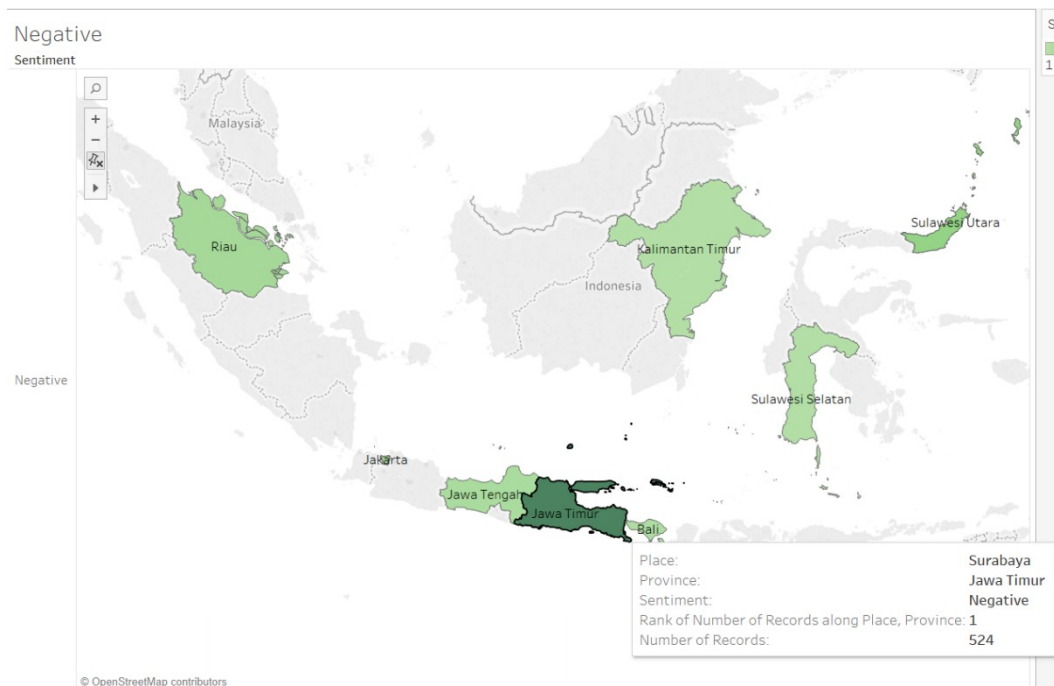 Negative
S
Sentiment
1
Malaysia
Sulawesi Utara
Riau
Kalimantan Timur
Indonesia
Negative
Sulawesi Selatan
Jakarta
Jawa Tengah
Jawa Timur
Bali
Place: Surabaya
Province: Jawa Timur
Sentiment: Negative
Rank of Number of Records along Place, Province: 1
Number of Records: 524
© OpenStreetMap contributors